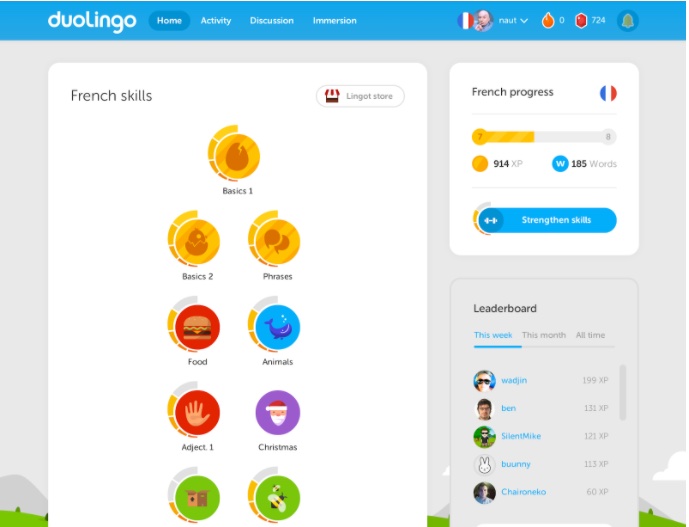 duolingo Home Activity Discussion Immersion naut 0 724
French skills
Lingot store
Basics 1
Basics 2 Phrases
Food Animals
Adject. 1 Christmas
French progress
7 8
914 XP W 185 Words
Strengthen skills
Leaderboard
This week This month All time
wadjin 199 XP
ben 131 XP
SilentMike 121 XP
buunny 113 XP
Chaironeko 60 XP